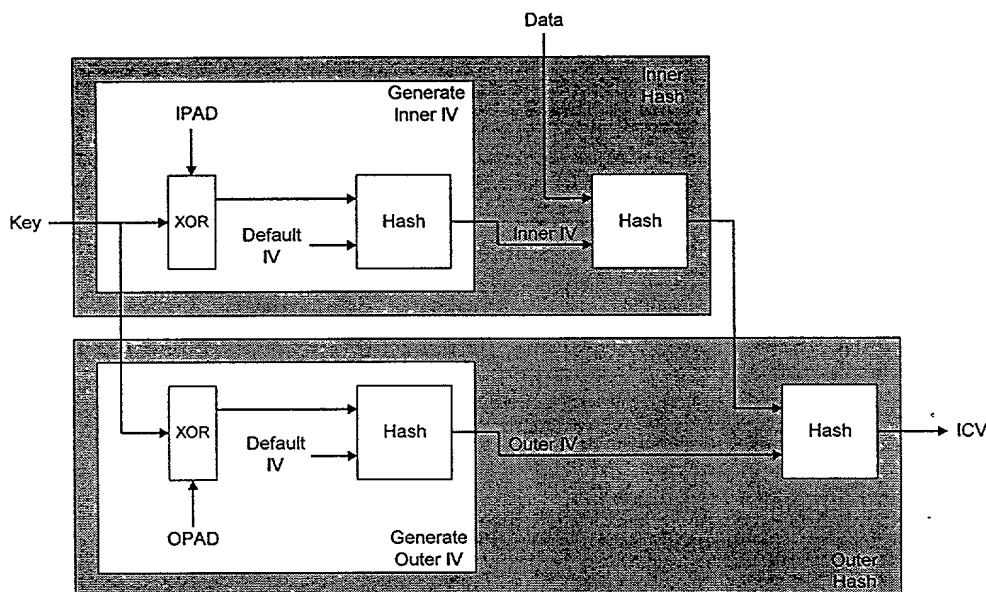 Data
Inner
Hash
Generate
Inner IV
IPAD
XOR
Key
Default
IV
Hash
Inner IV
Hash
XOR
Default
IV
Hash
Outer IV
Hash
ICV
OPAD
Generate
Outer IV
Outer
Hash